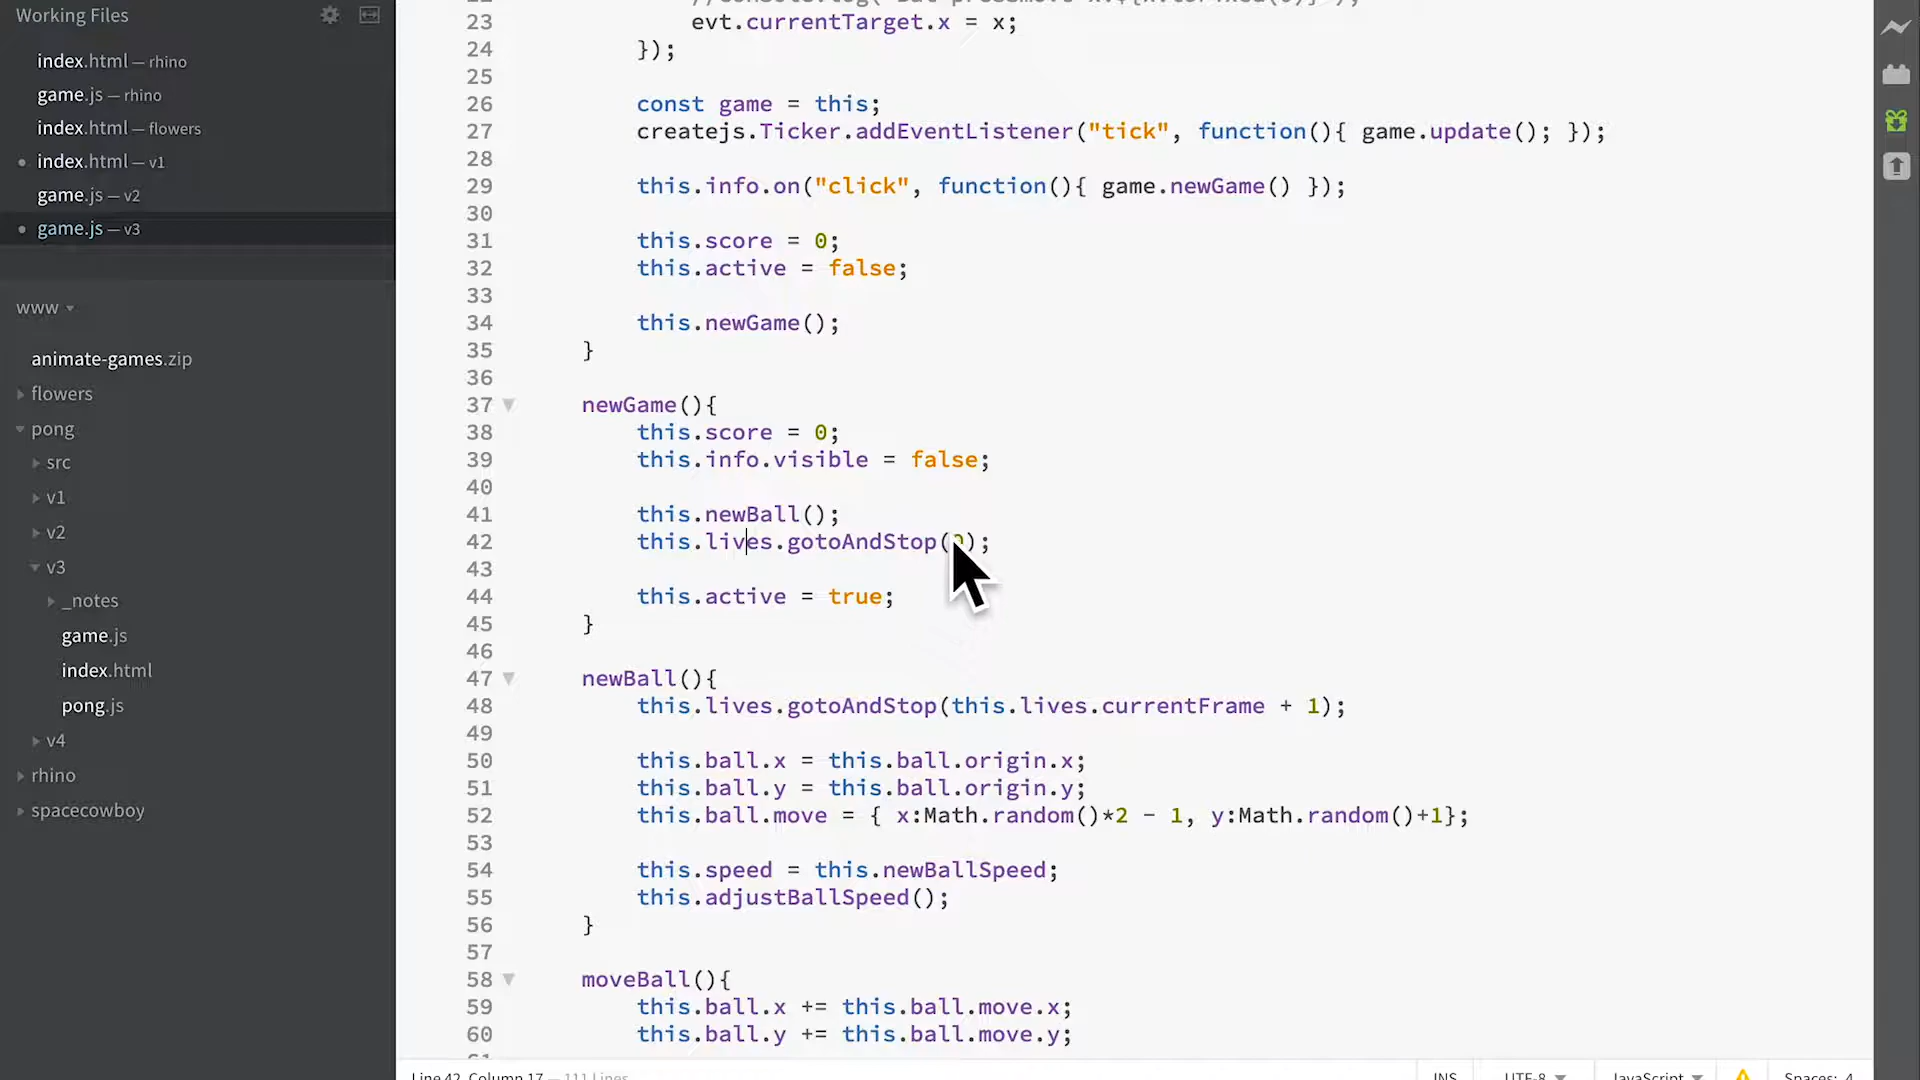 Working Files
index.html — rhino
game.js — rhino
index.html — flowers
index.html — v1
game.js — v2
game.js — v3
www
animate-games.zip
flowers
pong
src
v1
v2
v3
_notes
game.js
index.html
pong.js
v4
rhino
spacecowboy
23 evt.currentTarget.x = x;
24 });
25
26 const game = this;
27 createjs.Ticker.addEventListener("tick", function(){ game.update(); });
28
29 this.info.on("click", function(){ game.newGame() });
30
31 this.score = 0;
32 this.active = false;
33
34 this.newGame();
35 }
36
37 newGame(){
38 this.score = 0;
39 this.info.visible = false;
40
41 this.newBall();
42 this.lives.gotoAndStop(0);
43
44 this.active = true;
45 }
46
47 newBall(){
48 this.lives.gotoAndStop(this.lives.currentFrame + 1);
49
50 this.ball.x = this.ball.origin.x;
51 this.ball.y = this.ball.origin.y;
52 this.ball.move = { x:Math.random()*2 - 1, y:Math.random()+1};
53
54 this.speed = this.newBallSpeed;
55 this.adjustBallSpeed();
56 }
57
58 moveBall(){
59 this.ball.x += this.ball.move.x;
60 this.ball.y += this.ball.move.y;
Line 42, Column 17 — 111 Lines INS UTF-8 JavaScript Spaces: 4